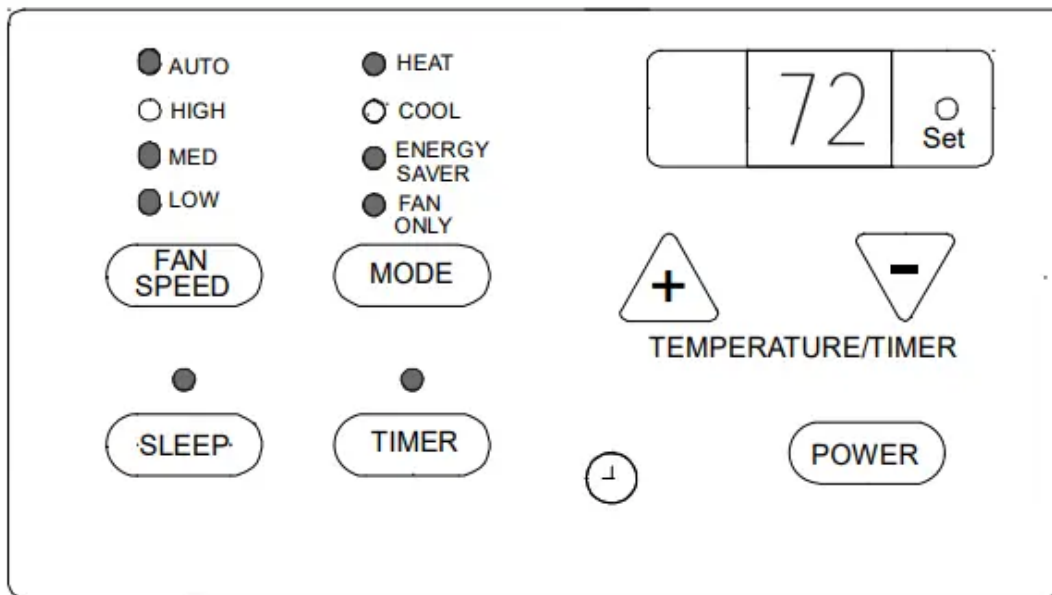 AUTO
HIGH
MED
LOW
FAN
SPEED
HEAT
COOL
ENERGY
SAVER
FAN
ONLY
MODE
72
Set
+
-
TEMPERATURE/TIMER
SLEEP
TIMER
POWER